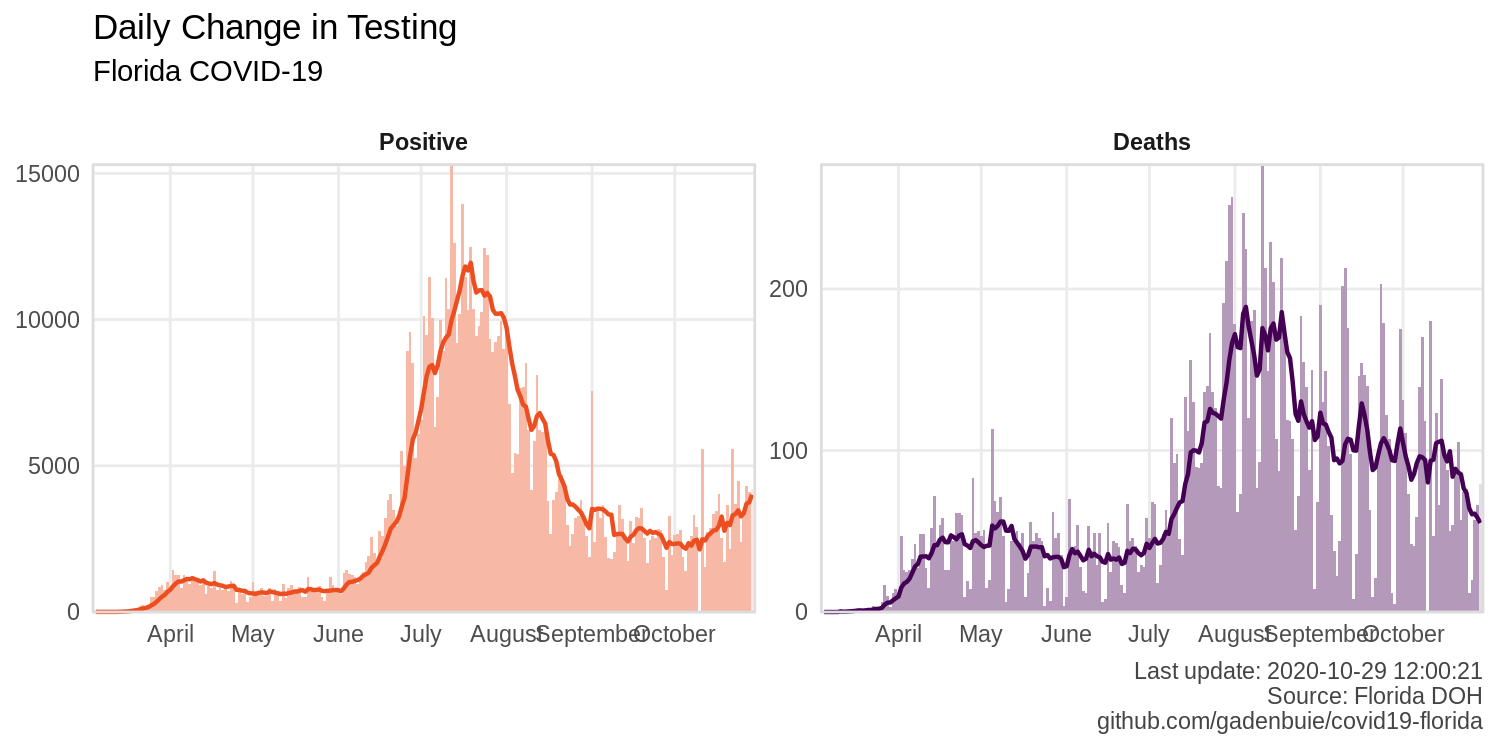 Daily Change in Testing
Florida COVID-19
Positive
Deaths
15000
10000
5000
0
April May June July August September October
200
100
0
April May June July August September October
Last update: 2020-10-29 12:00:21
Source: Florida DOH
github.com/gadenbuie/covid19-florida